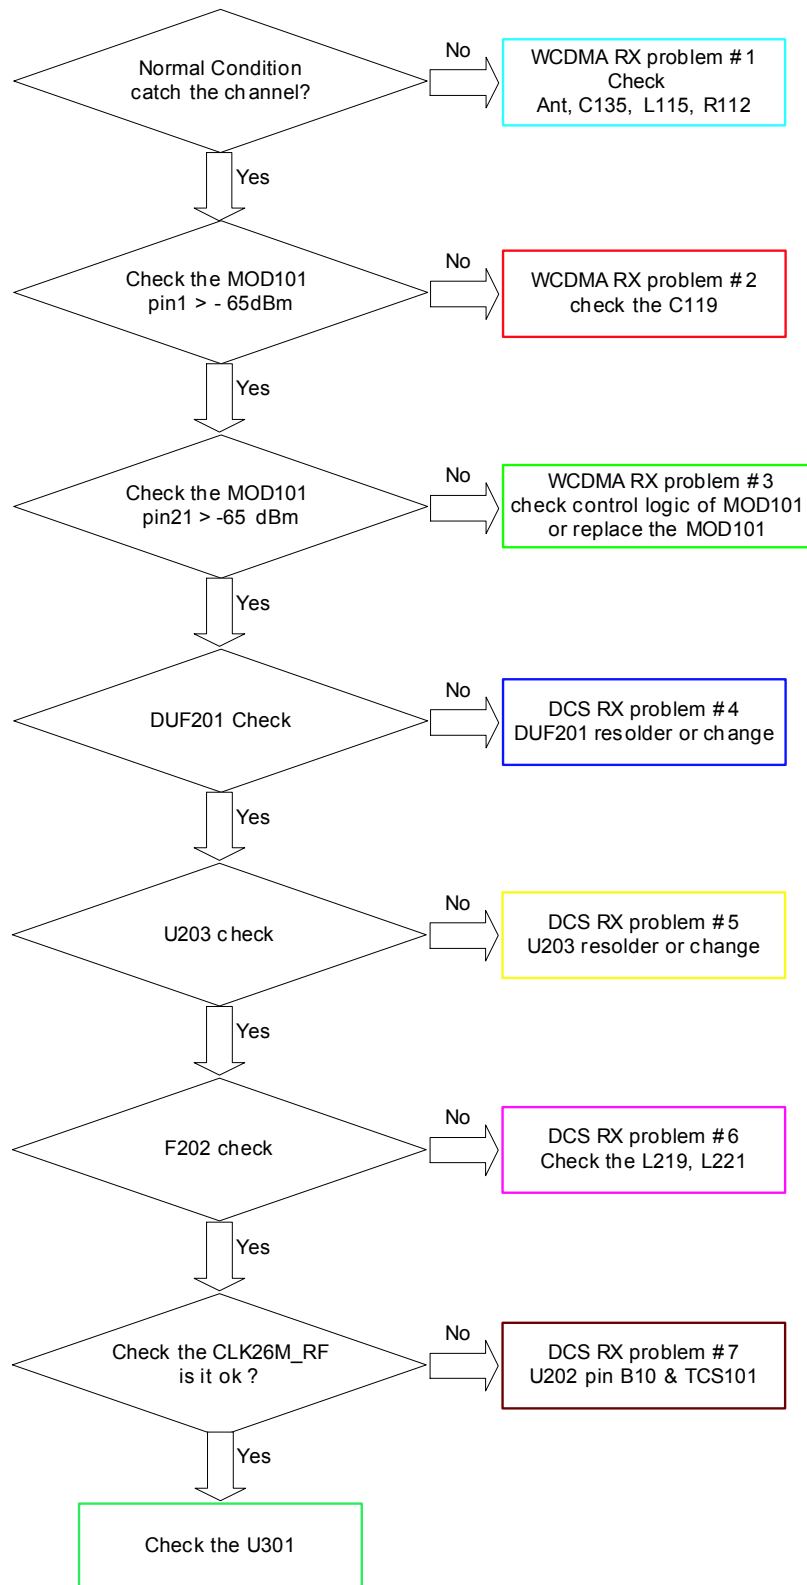 Normal Condition
catch the channel?
No
WCDMA RX problem #1
Check
Ant, C135, L115, R112
Yes
Check the MOD101
pin1 > - 65dBm
No
WCDMA RX problem #2
check the C119
Yes
Check the MOD101
pin21 > -65 dBm
No
WCDMA RX problem #3
check control logic of MOD101
or replace the MOD101
Yes
DUF201 Check
No
DCS RX problem #4
DUF201 resolder or change
Yes
U203 check
No
DCS RX problem #5
U203 resolder or change
Yes
F202 check
No
DCS RX problem #6
Check the L219, L221
Yes
Check the CLK26M_RF
is it ok ?
No
DCS RX problem #7
U202 pin B10 & TCS101
Yes
Check the U301